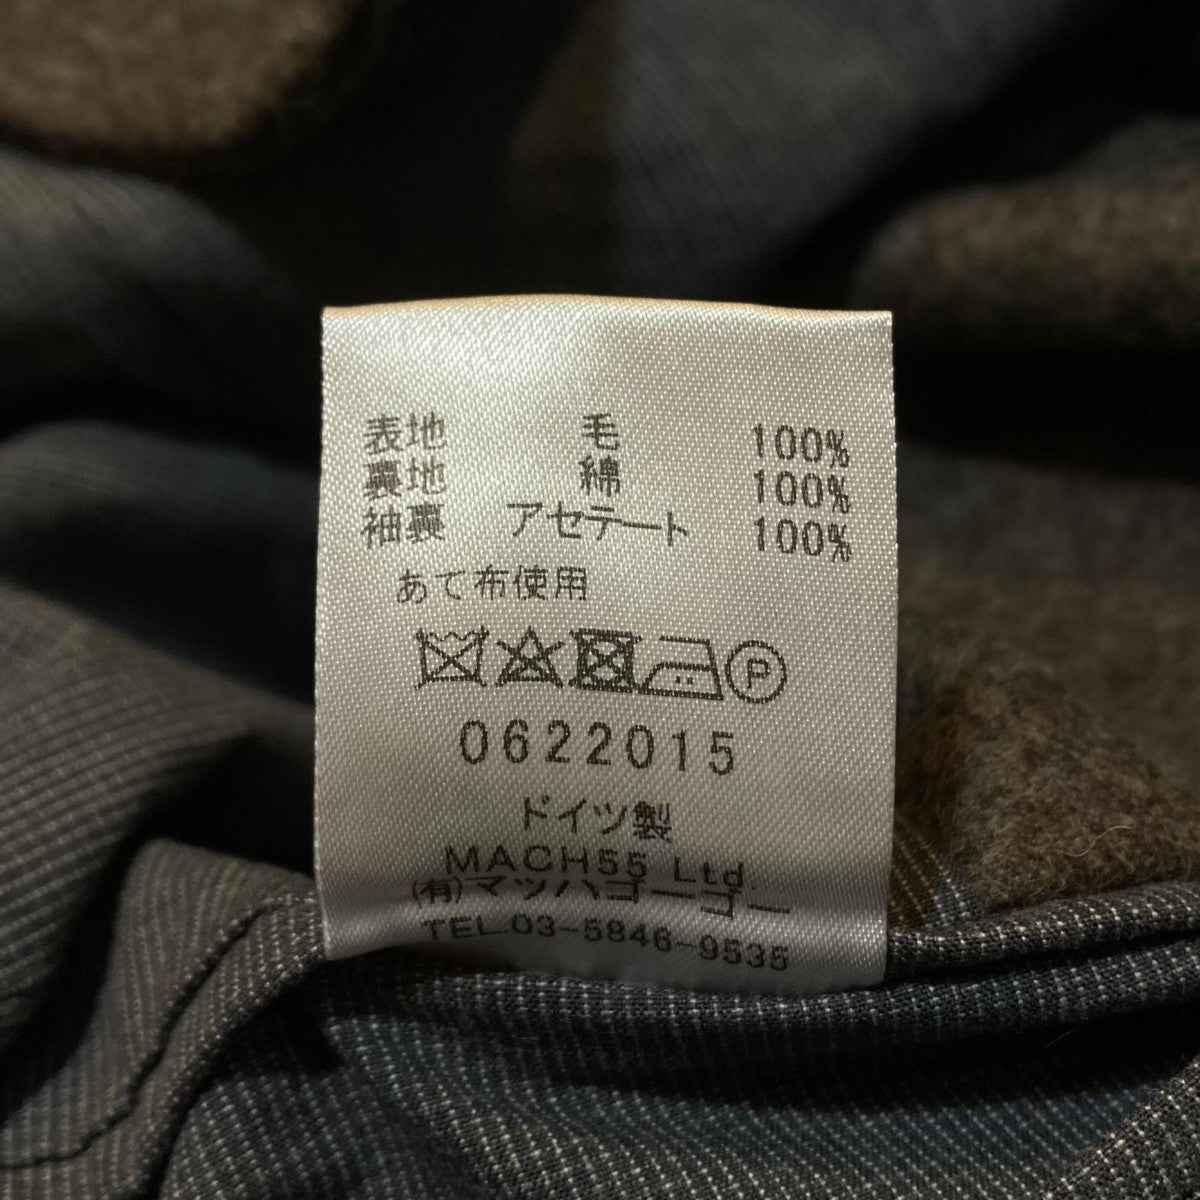 表地 毛 100%
裏地 綿 100%
袖裏 アセテート 100%
あて布使用
P
0622015
ドイツ製
MACH55 Ltd.
(有)マッハゴーゴー
TEL.03-5846-9535